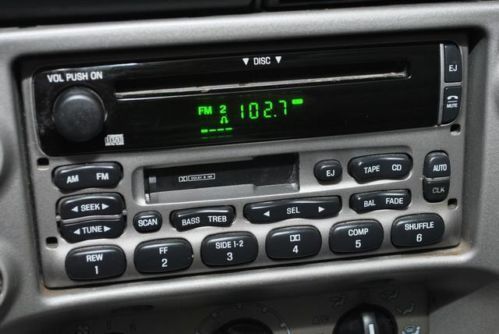 VOL PUSH ON
▼ DISC ▼
EJ
FM 2 102.7
MUTE
DOLBY B NR
AM FM
EJ
TAPE CD
AUTO
CLK
SEEK
SCAN
BASS TREB
SEL
BAL FADE
TUNE
REW 1
FF 2
SIDE 1-2 3
4
COMP 5
SHUFFLE 6